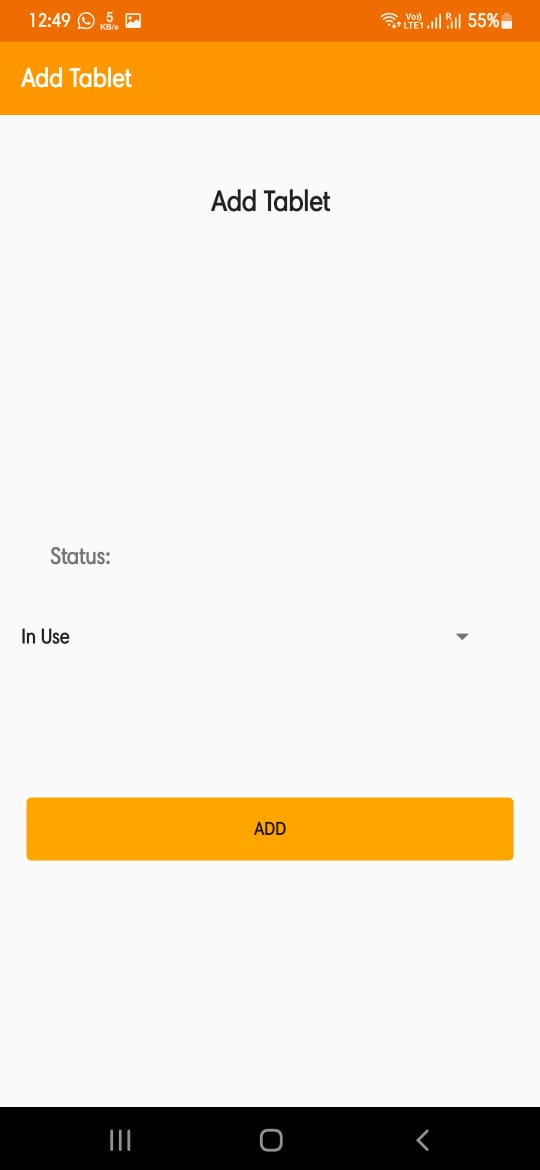 12:49 5 KB/s Vo)) LTE1 R 55%
Add Tablet
Add Tablet
Status:
In Use
ADD